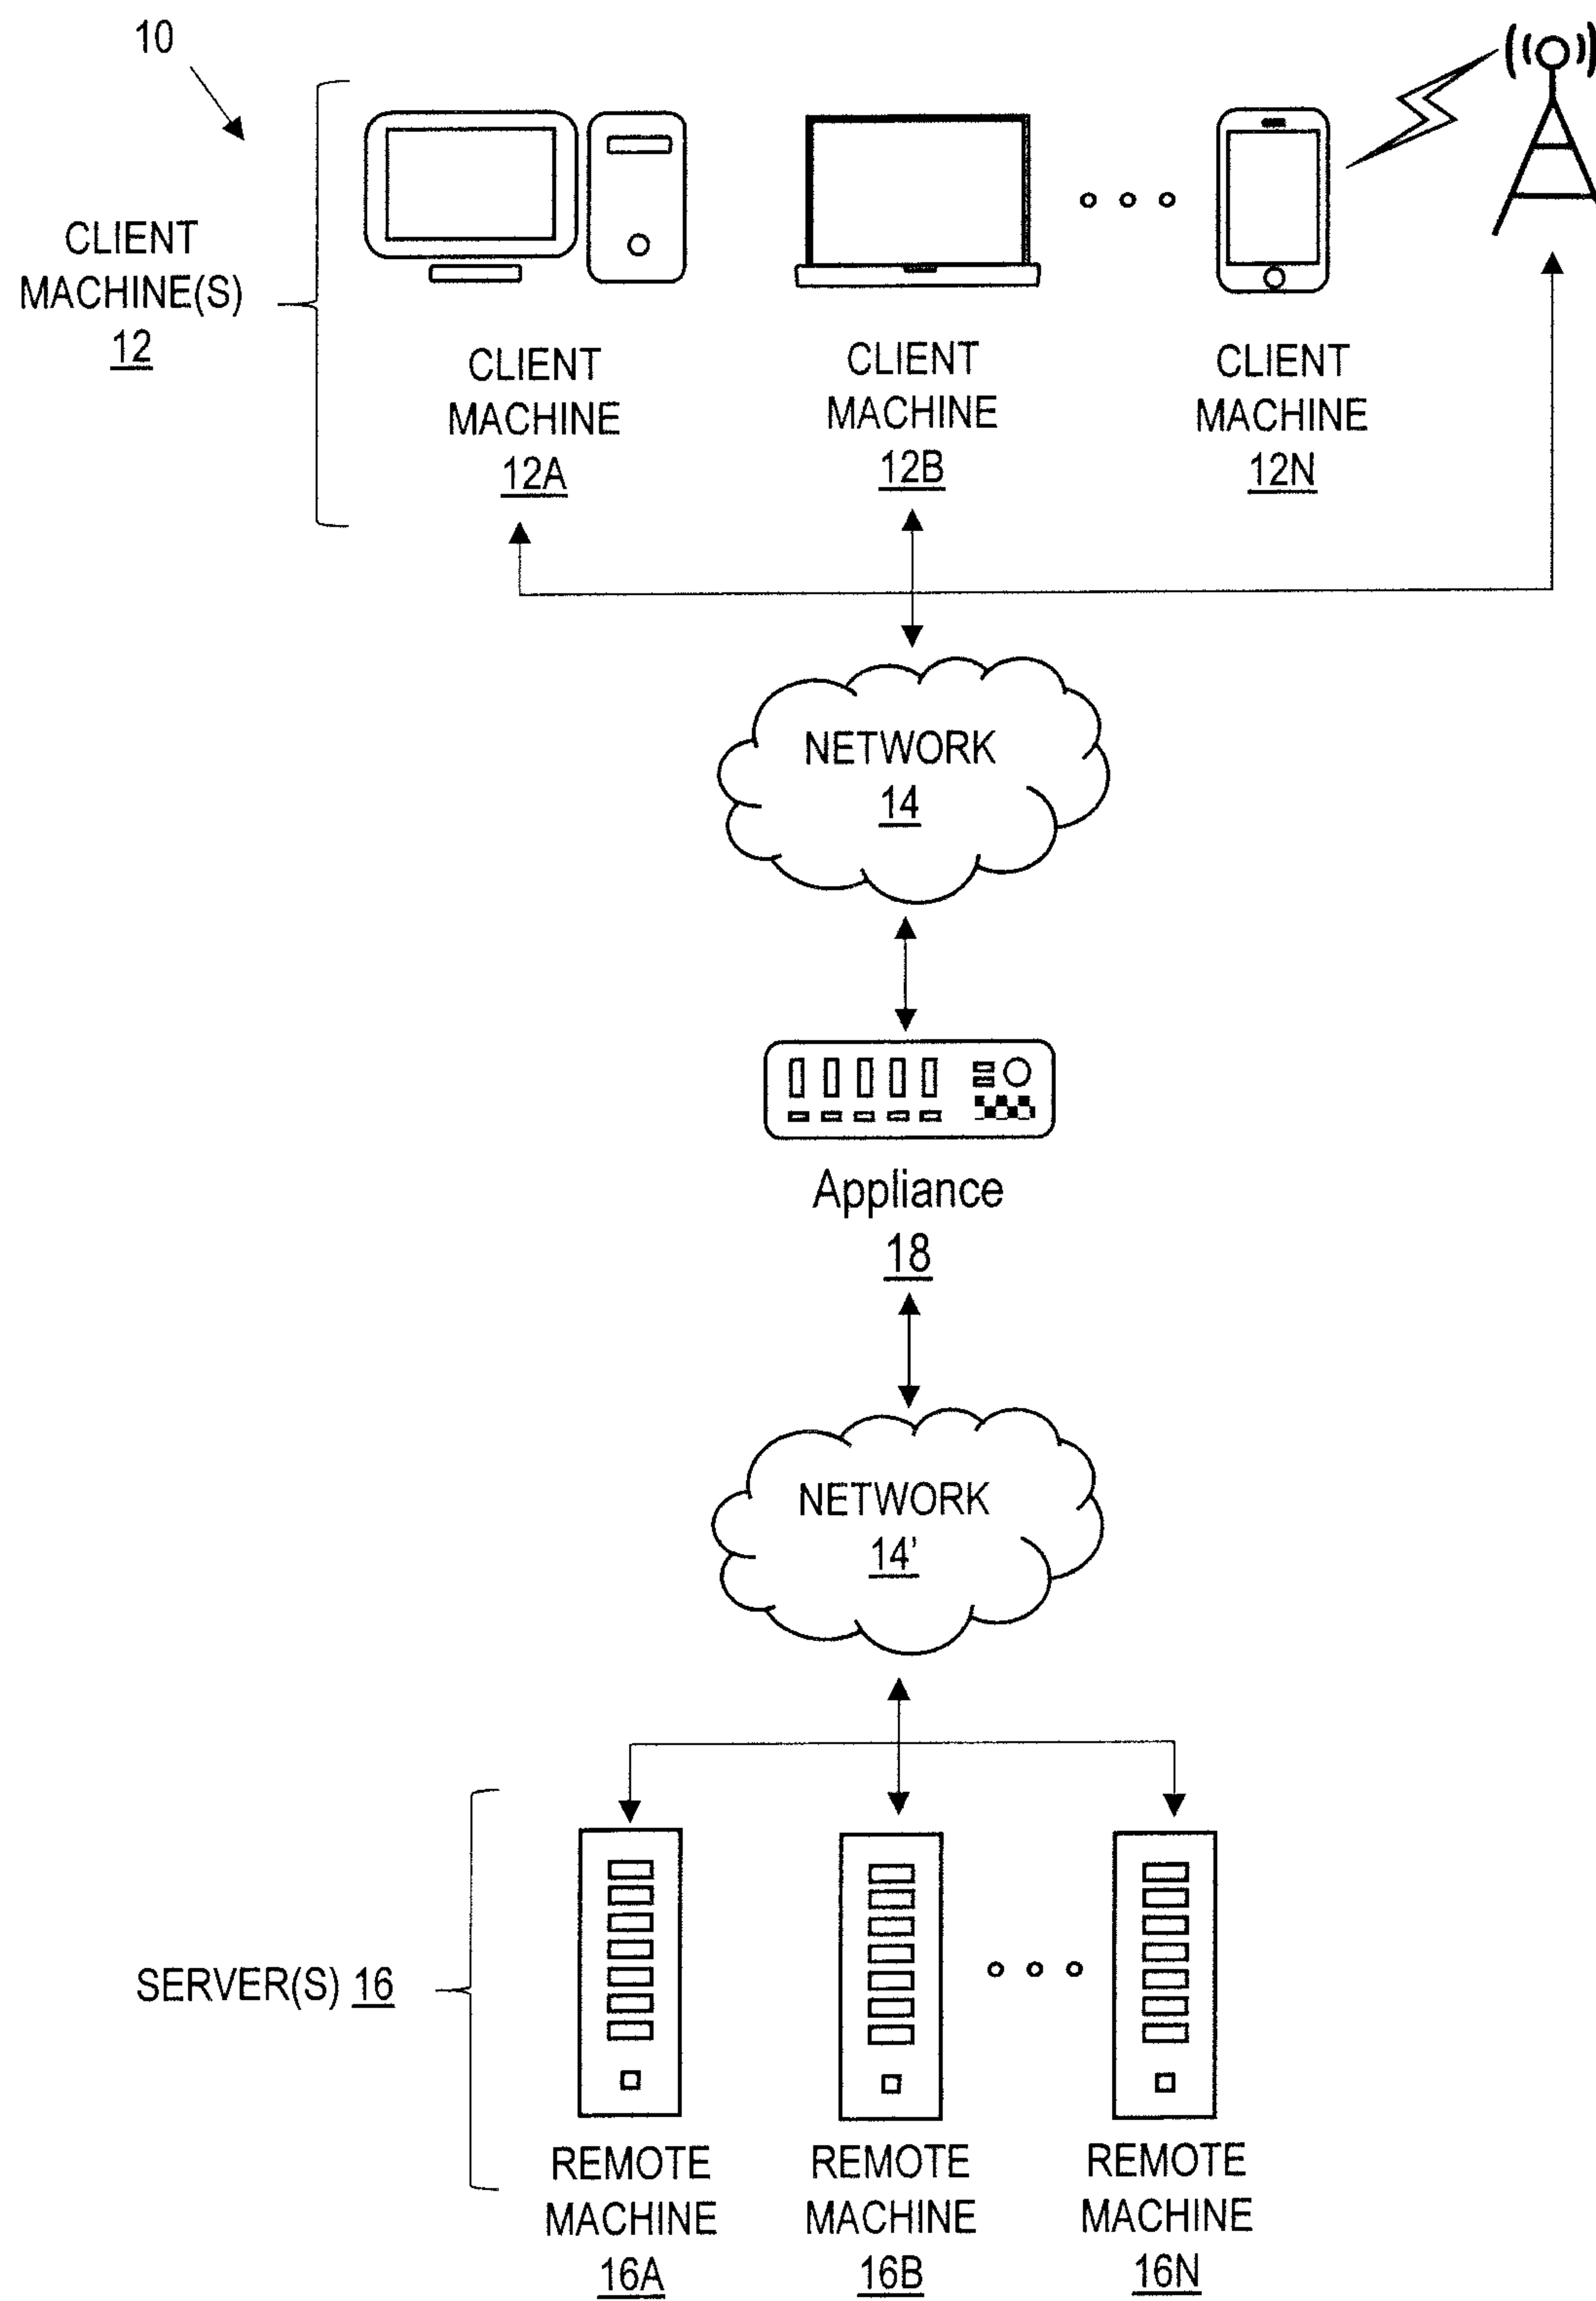 10
CLIENT
MACHINE(S)
12
CLIENT
MACHINE
12A
CLIENT
MACHINE
12B
CLIENT
MACHINE
12N
NETWORK
14
Appliance
18
NETWORK
14'
SERVER(S) 16
REMOTE
MACHINE
16A
REMOTE
MACHINE
16B
REMOTE
MACHINE
16N